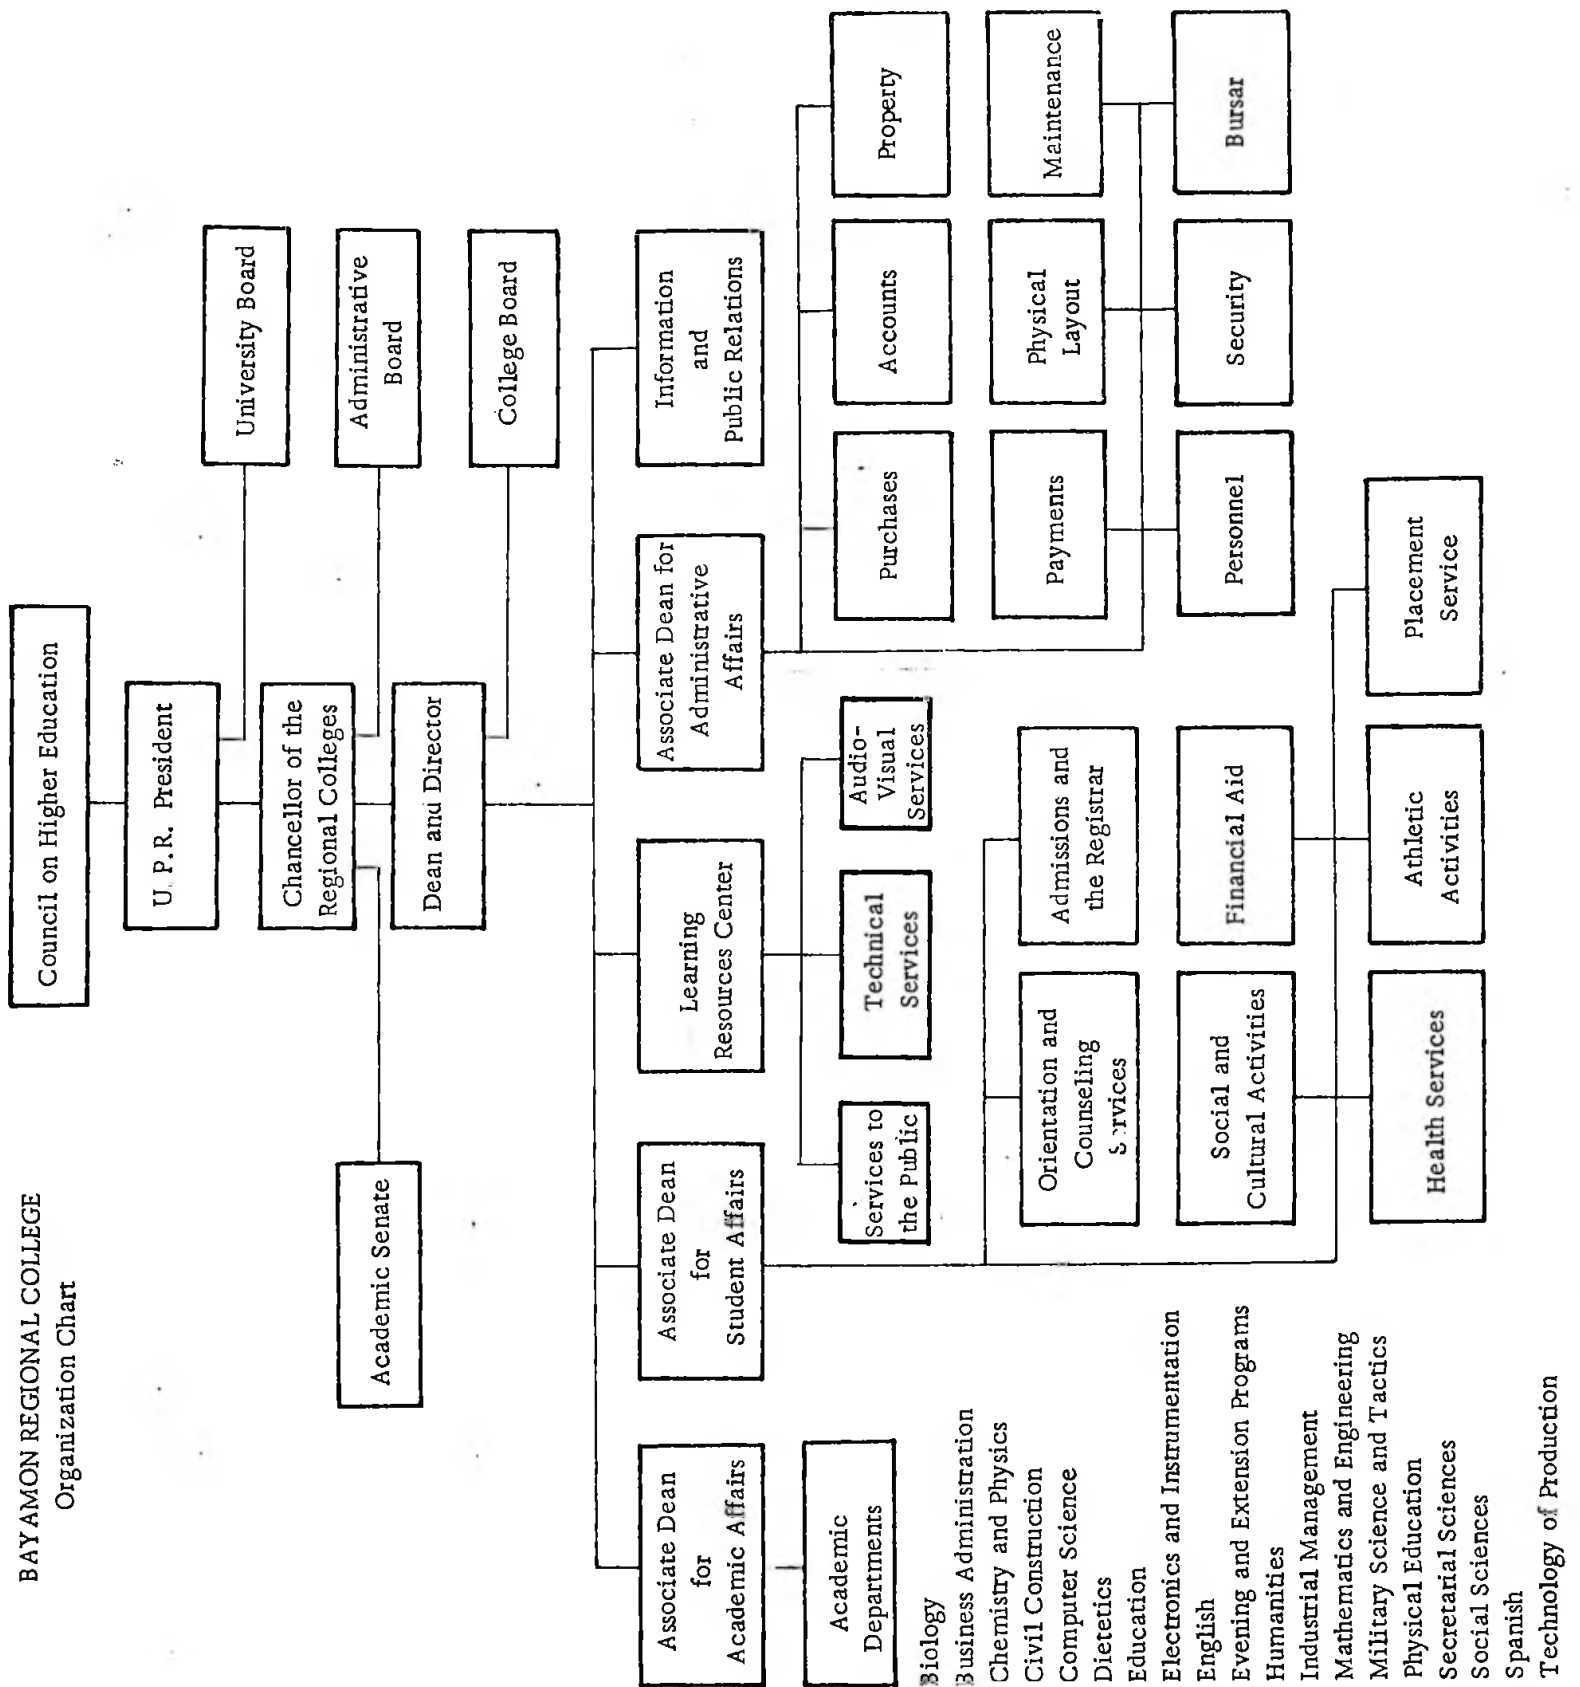 BAYAMON REGIONAL COLLEGE
Organization Chart
Council on Higher Education
U. P.R. President
University Board
Chancellor of the
Regional Colleges
Administrative
Board
Academic Senate
Dean and Director
College Board
Associate Dean
for
Academic Affairs
Associate Dean
for
Student Affairs
Learning
Resources Center
Associate Dean for
Administrative
Affairs
Information
and
Public Relations
Academic
Departments
Biology
Business Administration
Chemistry and Physics
Civil Construction
Computer Science
Dietetics
Education
Electronics and Instrumentation
English
Evening and Extension Programs
Humanities
Industrial Management
Mathematics and Engineering
Military Science and Tactics
Physical Education
Secretarial Sciences
Social Sciences
Spanish
Technology of Production
Services to
the Public
Technical
Services
Audio-
Visual
Services
Orientation and
Counseling
Services
Admissions and
the Registrar
Social and
Cultural Activities
Financial Aid
Health Services
Athletic
Activities
Placement
Service
Purchases
Accounts
Property
Payments
Physical
Layout
Maintenance
Personnel
Security
Bursar